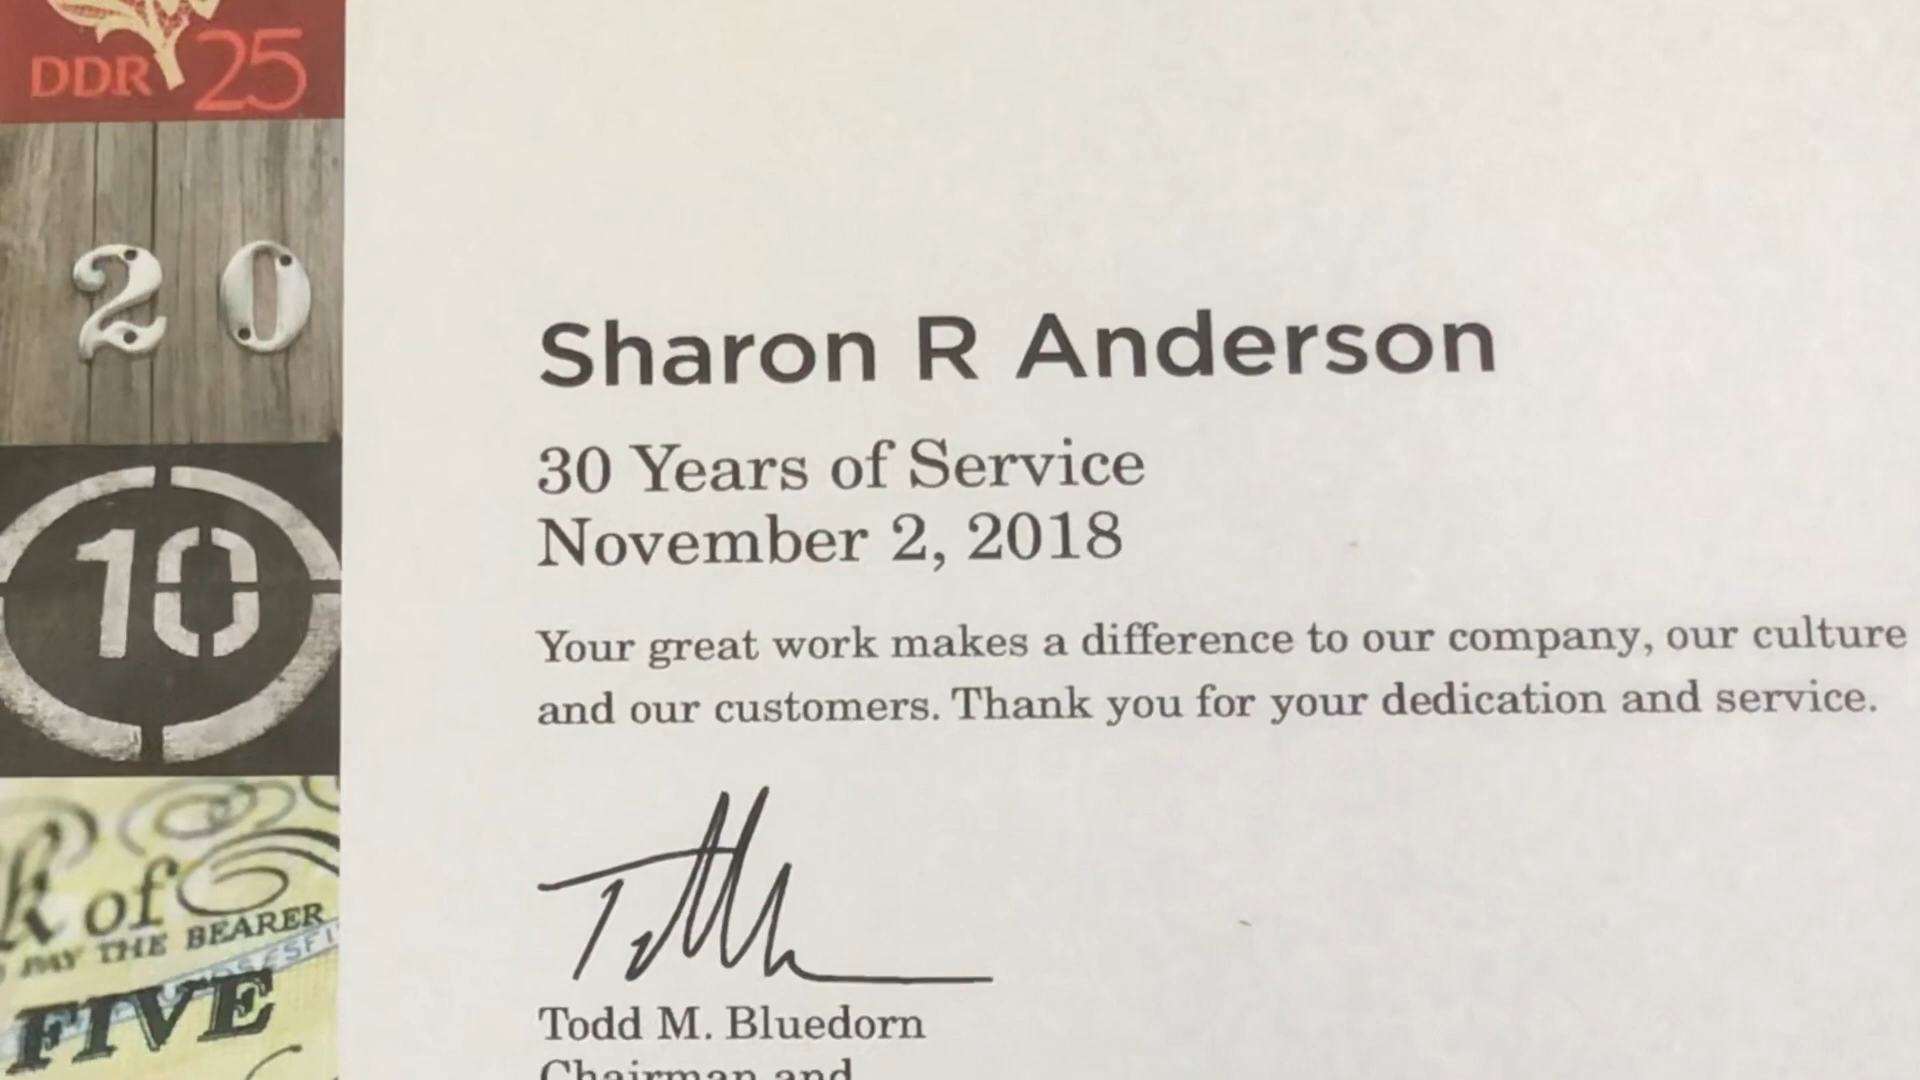 DDR 25
20
10
k of
PAY THE BEARER
FIVE
Sharon R Anderson
30 Years of Service
November 2, 2018
Your great work makes a difference to our company, our culture
and our customers. Thank you for your dedication and service.
Todd M. Bluedorn
Chairman and